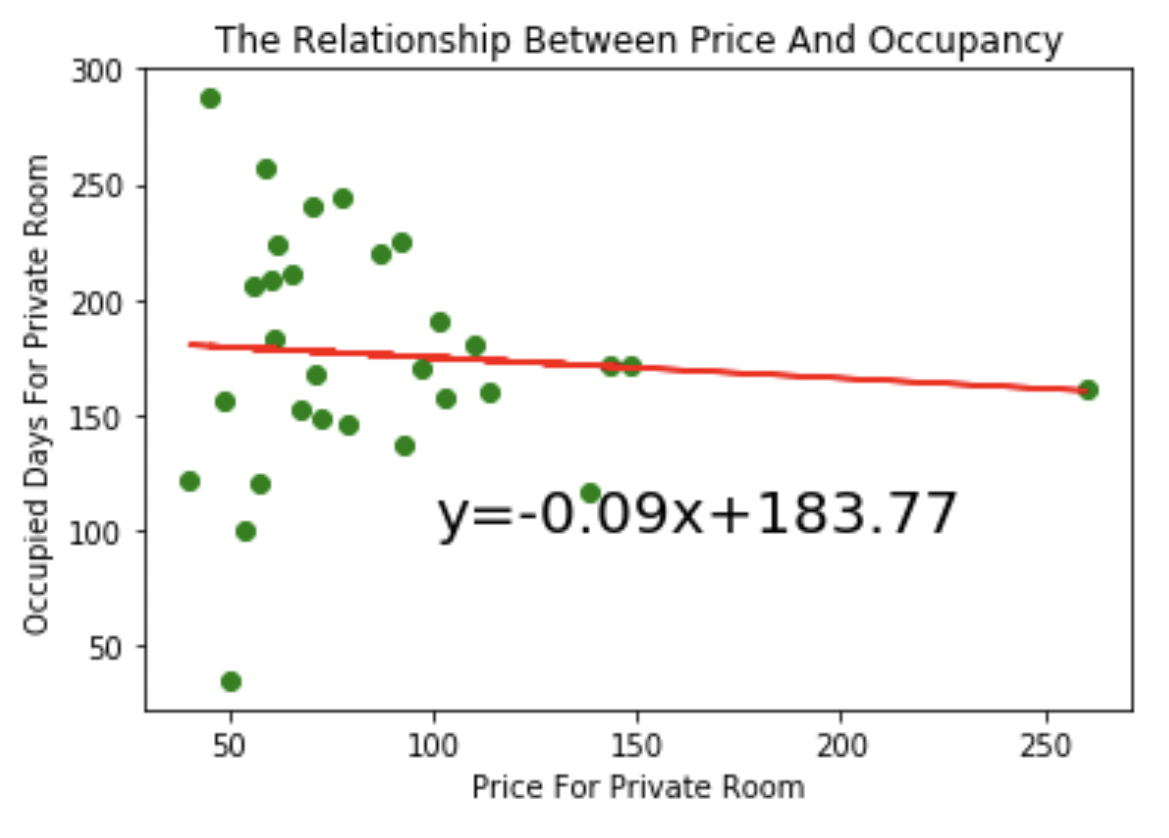 The Relationship Between Price And Occupancy
300
250
200
150
100
50
Occupied Days For Private Room
y=-0.09x+183.77
50 100 150 200 250
Price For Private Room